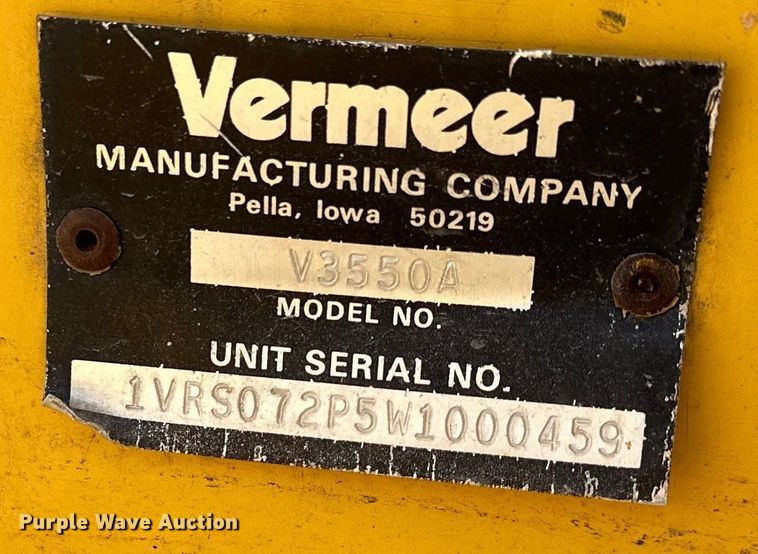 Vermeer
MANUFACTURING COMPANY
Pella, Iowa 50219
V3550A
MODEL NO.
UNIT SERIAL NO.
1VRS072P5W1000459
Purple Wave Auction